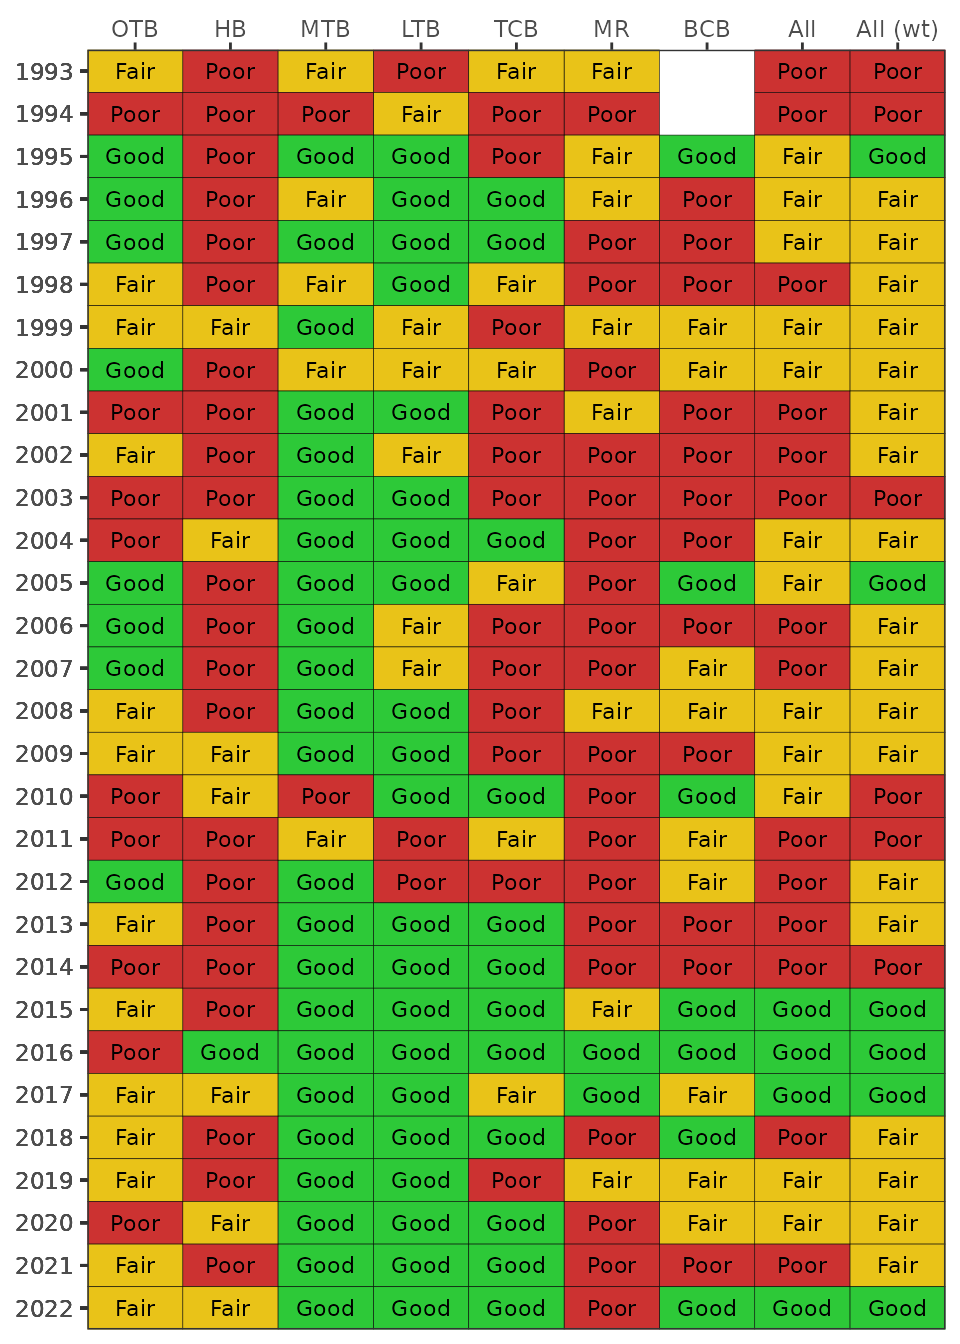 OTB HB MTB LTB TCB MR BCB All All (wt)
1993 Fair Poor Fair Poor Fair Fair Poor Poor
1994 Poor Poor Poor Fair Poor Poor Poor Poor
1995 Good Poor Good Good Poor Fair Good Fair Good
1996 Good Poor Fair Good Good Fair Poor Fair Fair
1997 Good Poor Good Good Good Poor Poor Fair Fair
1998 Fair Poor Fair Good Fair Poor Poor Poor Fair
1999 Fair Fair Good Fair Poor Fair Fair Fair Fair
2000 Good Poor Fair Fair Fair Poor Fair Fair Fair
2001 Poor Poor Good Good Poor Fair Poor Poor Fair
2002 Fair Poor Good Fair Poor Poor Poor Poor Fair
2003 Poor Poor Good Good Poor Poor Poor Poor Poor
2004 Poor Fair Good Good Good Poor Poor Fair Fair
2005 Good Poor Good Good Fair Poor Good Fair Good
2006 Good Poor Good Fair Poor Poor Poor Poor Fair
2007 Good Poor Good Fair Poor Poor Fair Poor Fair
2008 Fair Poor Good Good Poor Fair Fair Fair Fair
2009 Fair Fair Good Good Poor Poor Poor Fair Fair
2010 Poor Fair Poor Good Good Poor Good Fair Poor
2011 Poor Poor Fair Poor Fair Poor Fair Poor Poor
2012 Good Poor Good Poor Poor Poor Fair Poor Fair
2013 Fair Poor Good Good Good Poor Poor Poor Fair
2014 Poor Poor Good Good Good Poor Poor Poor Poor
2015 Fair Poor Good Good Good Fair Good Good Good
2016 Poor Good Good Good Good Good Good Good Good
2017 Fair Fair Good Good Fair Good Fair Good Good
2018 Fair Poor Good Good Good Poor Good Poor Fair
2019 Fair Poor Good Good Poor Fair Fair Fair Fair
2020 Poor Fair Good Good Good Poor Fair Fair Fair
2021 Fair Poor Good Good Good Poor Poor Poor Fair
2022 Fair Fair Good Good Good Poor Good Good Good